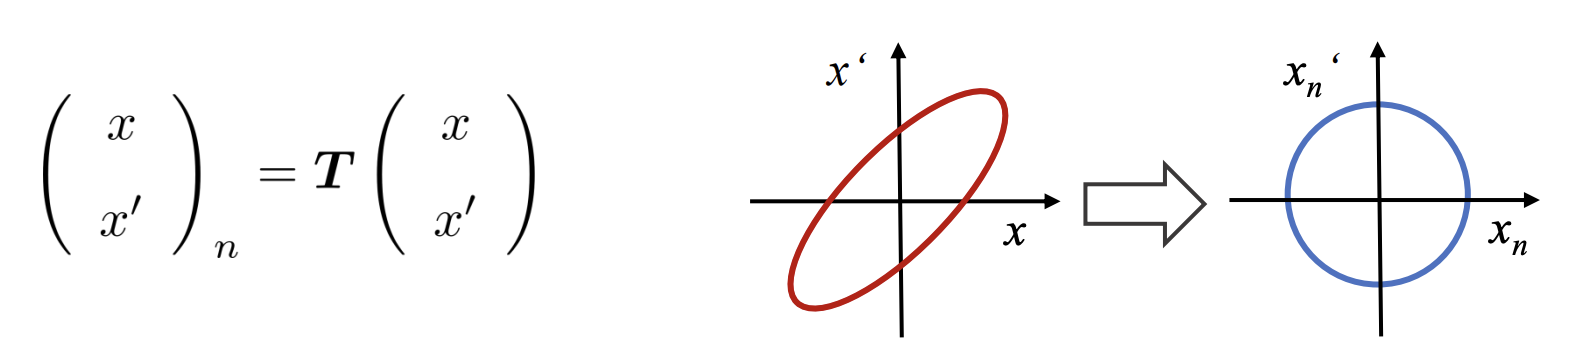 ( x x′ )n = T ( x x′ )
x‘
x
xn‘
xn